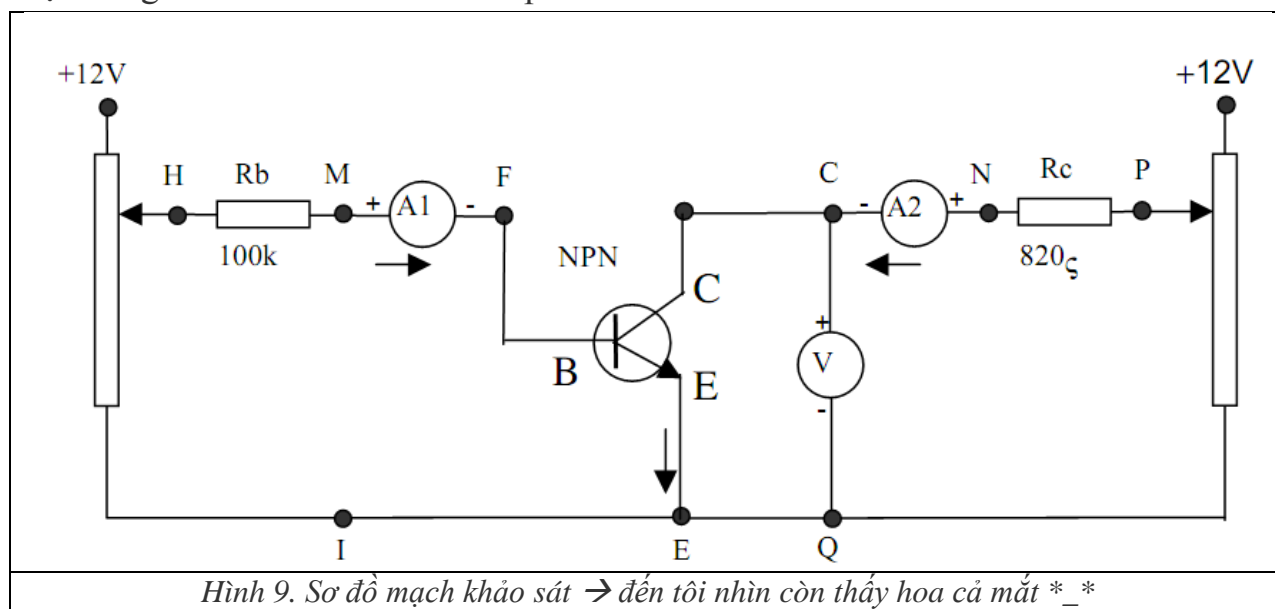 +12V +12V
H Rb M F C N Rc P
+ A1 - - A2 +
100k NPN 820ς
C
+
B V
E
-
I E Q
Hình 9. Sơ đồ mạch khảo sát → đến tôi nhìn còn thấy hoa cả mắt *_*